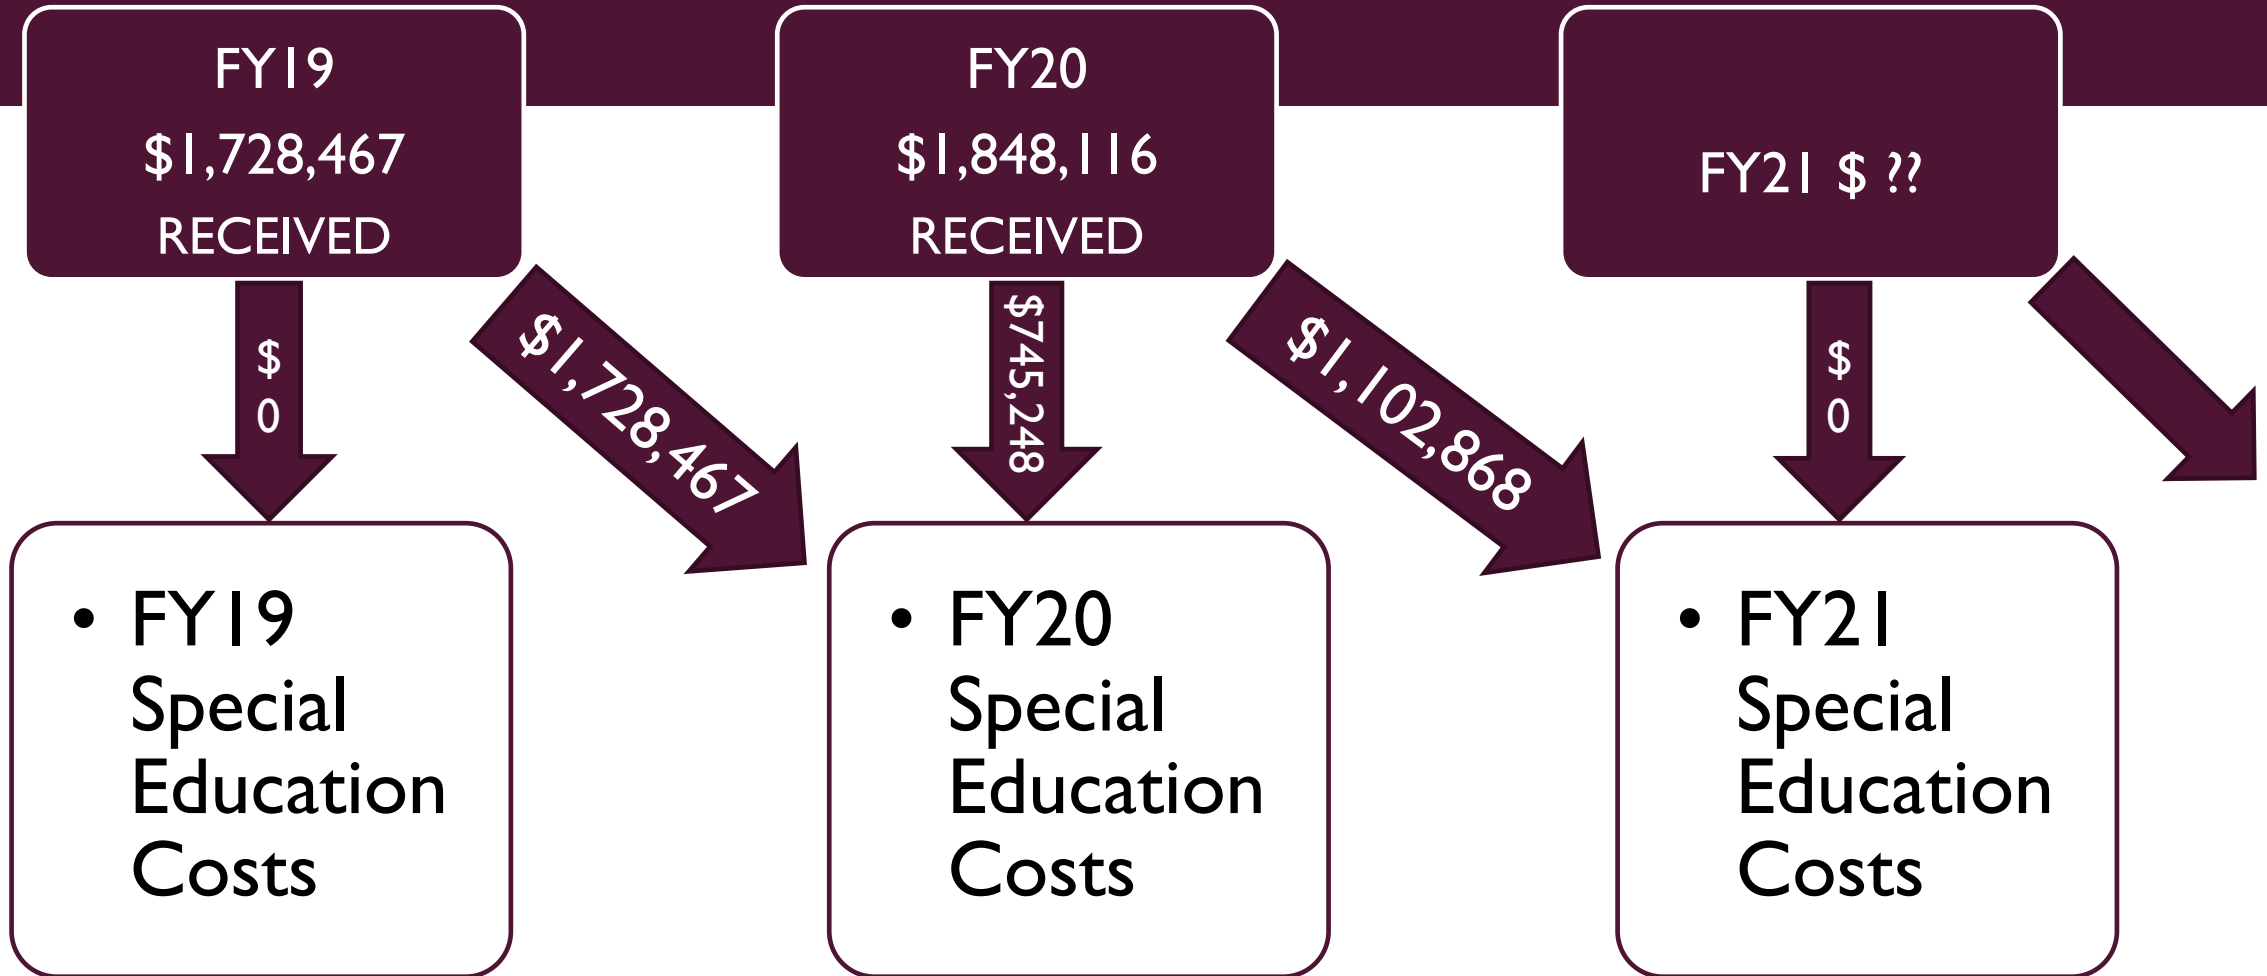 FY19
$1,728,467
RECEIVED
FY20
$1,848,116
RECEIVED
FY21 $ ??
$
0
$1,728,467
$745,248
$1,102,868
$
0
• FY19
Special
Education
Costs
• FY20
Special
Education
Costs
• FY21
Special
Education
Costs